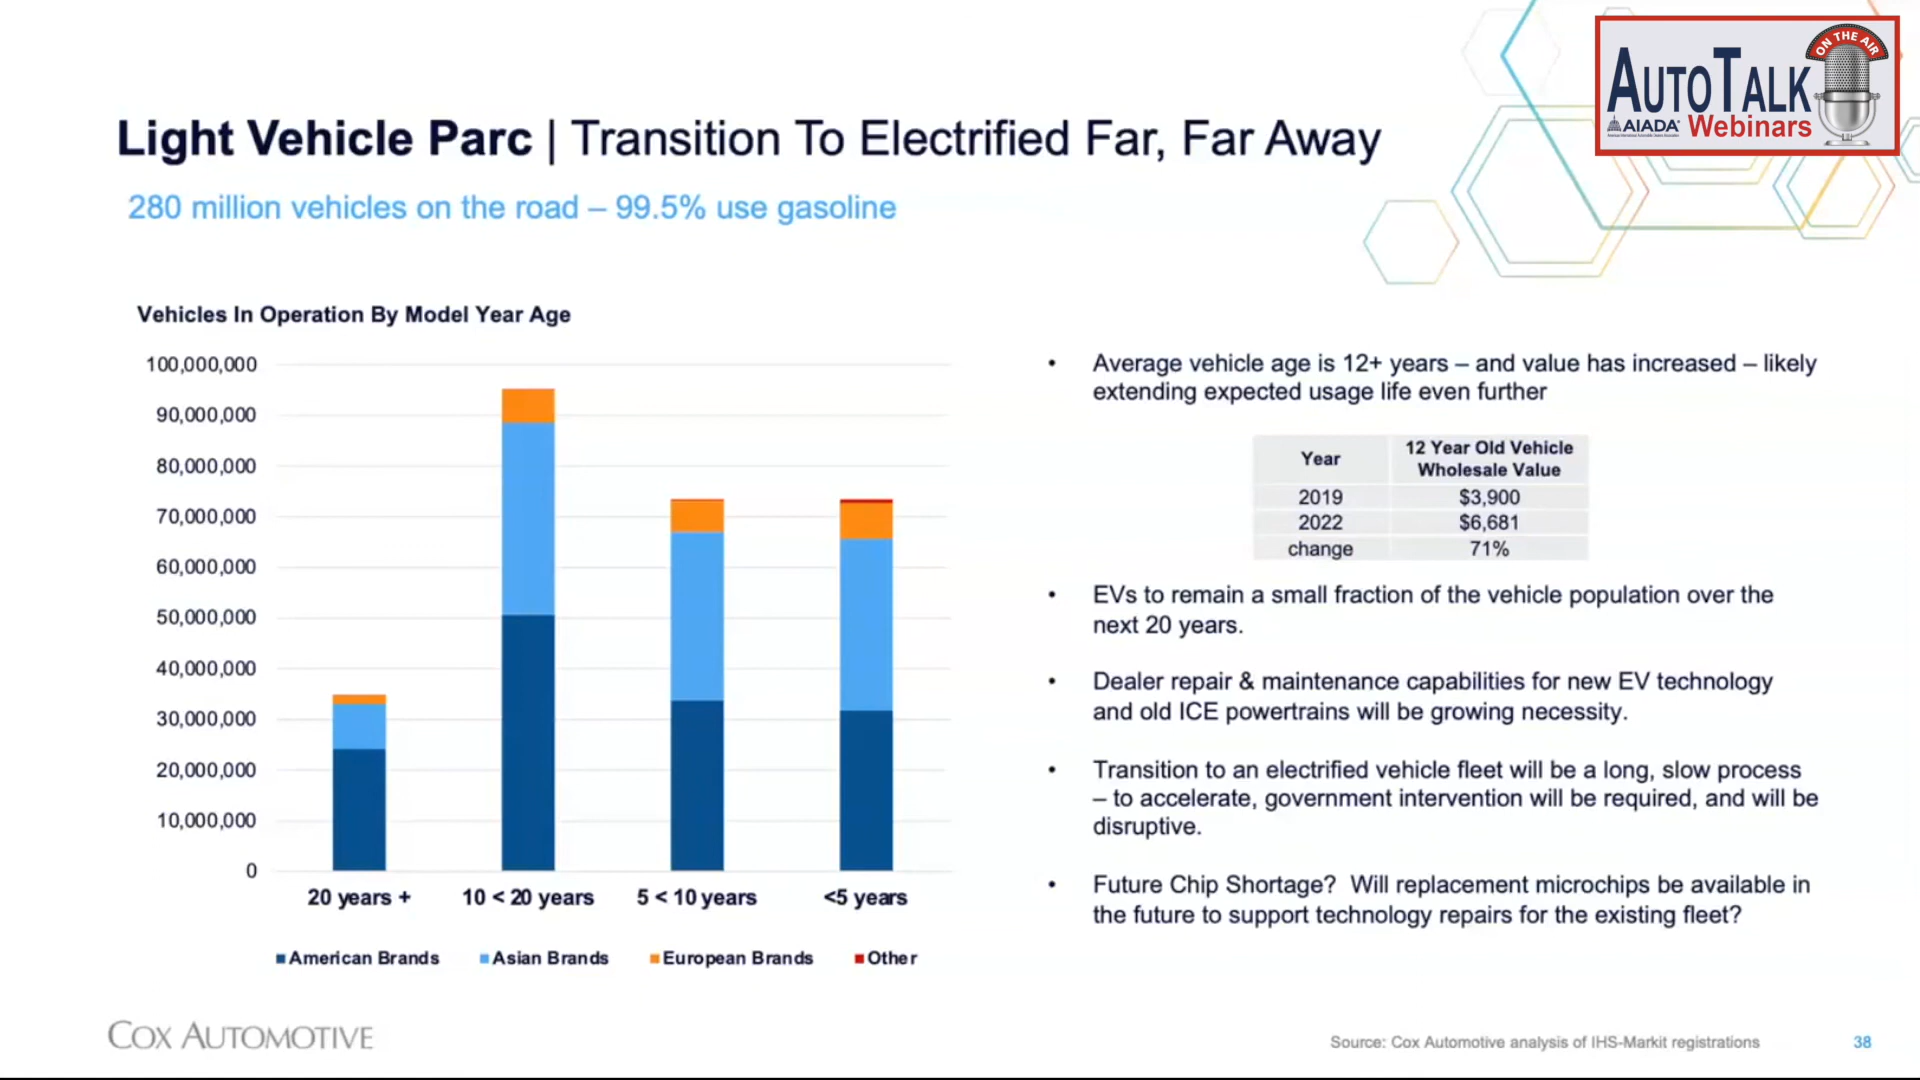 ON THE AIR
AUTOTALK
AIADA Webinars
Light Vehicle Parc | Transition To Electrified Far, Far Away
280 million vehicles on the road – 99.5% use gasoline
Vehicles In Operation By Model Year Age
100,000,000
90,000,000
80,000,000
70,000,000
60,000,000
50,000,000
40,000,000
30,000,000
20,000,000
10,000,000
0
20 years + 10 < 20 years 5 < 10 years <5 years
American Brands Asian Brands European Brands Other
• Average vehicle age is 12+ years – and value has increased – likely
extending expected usage life even further
Year 12 Year Old Vehicle
Wholesale Value
2019 $3,900
2022 $6,681
change 71%
• EVs to remain a small fraction of the vehicle population over the
next 20 years.
• Dealer repair & maintenance capabilities for new EV technology
and old ICE powertrains will be growing necessity.
• Transition to an electrified vehicle fleet will be a long, slow process
– to accelerate, government intervention will be required, and will be
disruptive.
• Future Chip Shortage? Will replacement microchips be available in
the future to support technology repairs for the existing fleet?
COX AUTOMOTIVE
Source: Cox Automotive analysis of IHS-Markit registrations 38